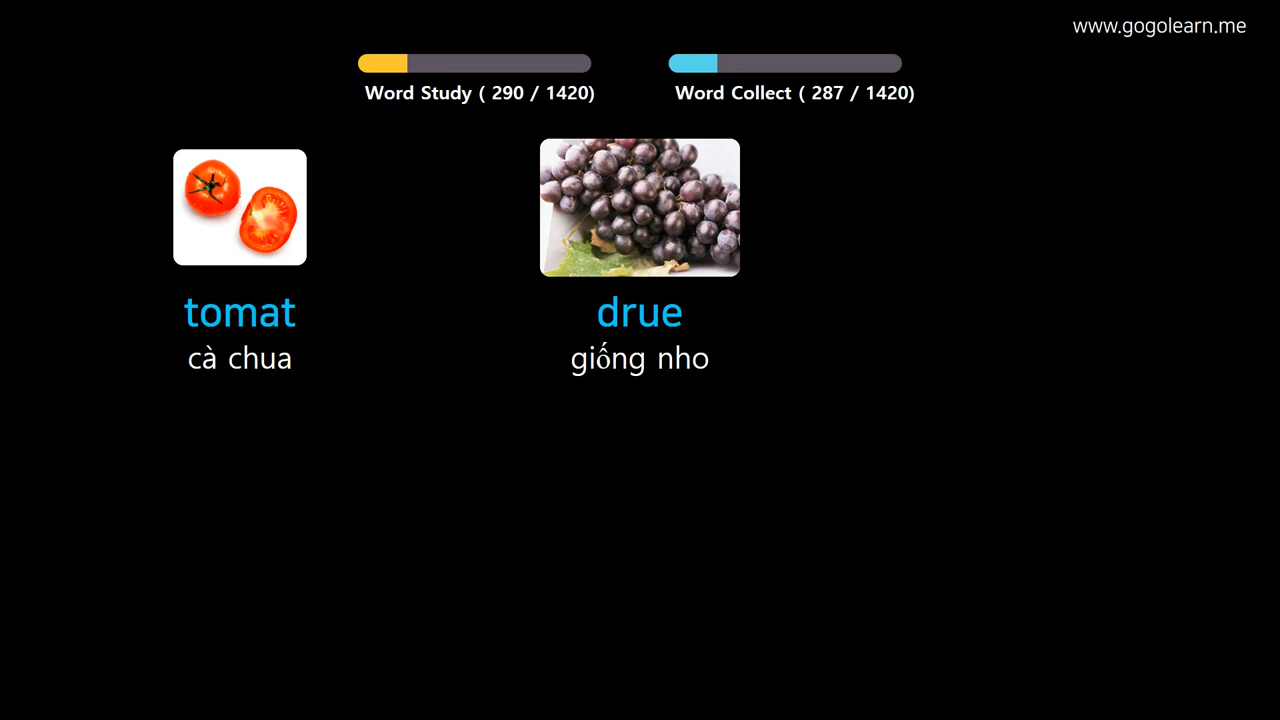 www.gogolearn.me
Word Study ( 290 / 1420)
Word Collect ( 287 / 1420)
tomat
cà chua
drue
giống nho